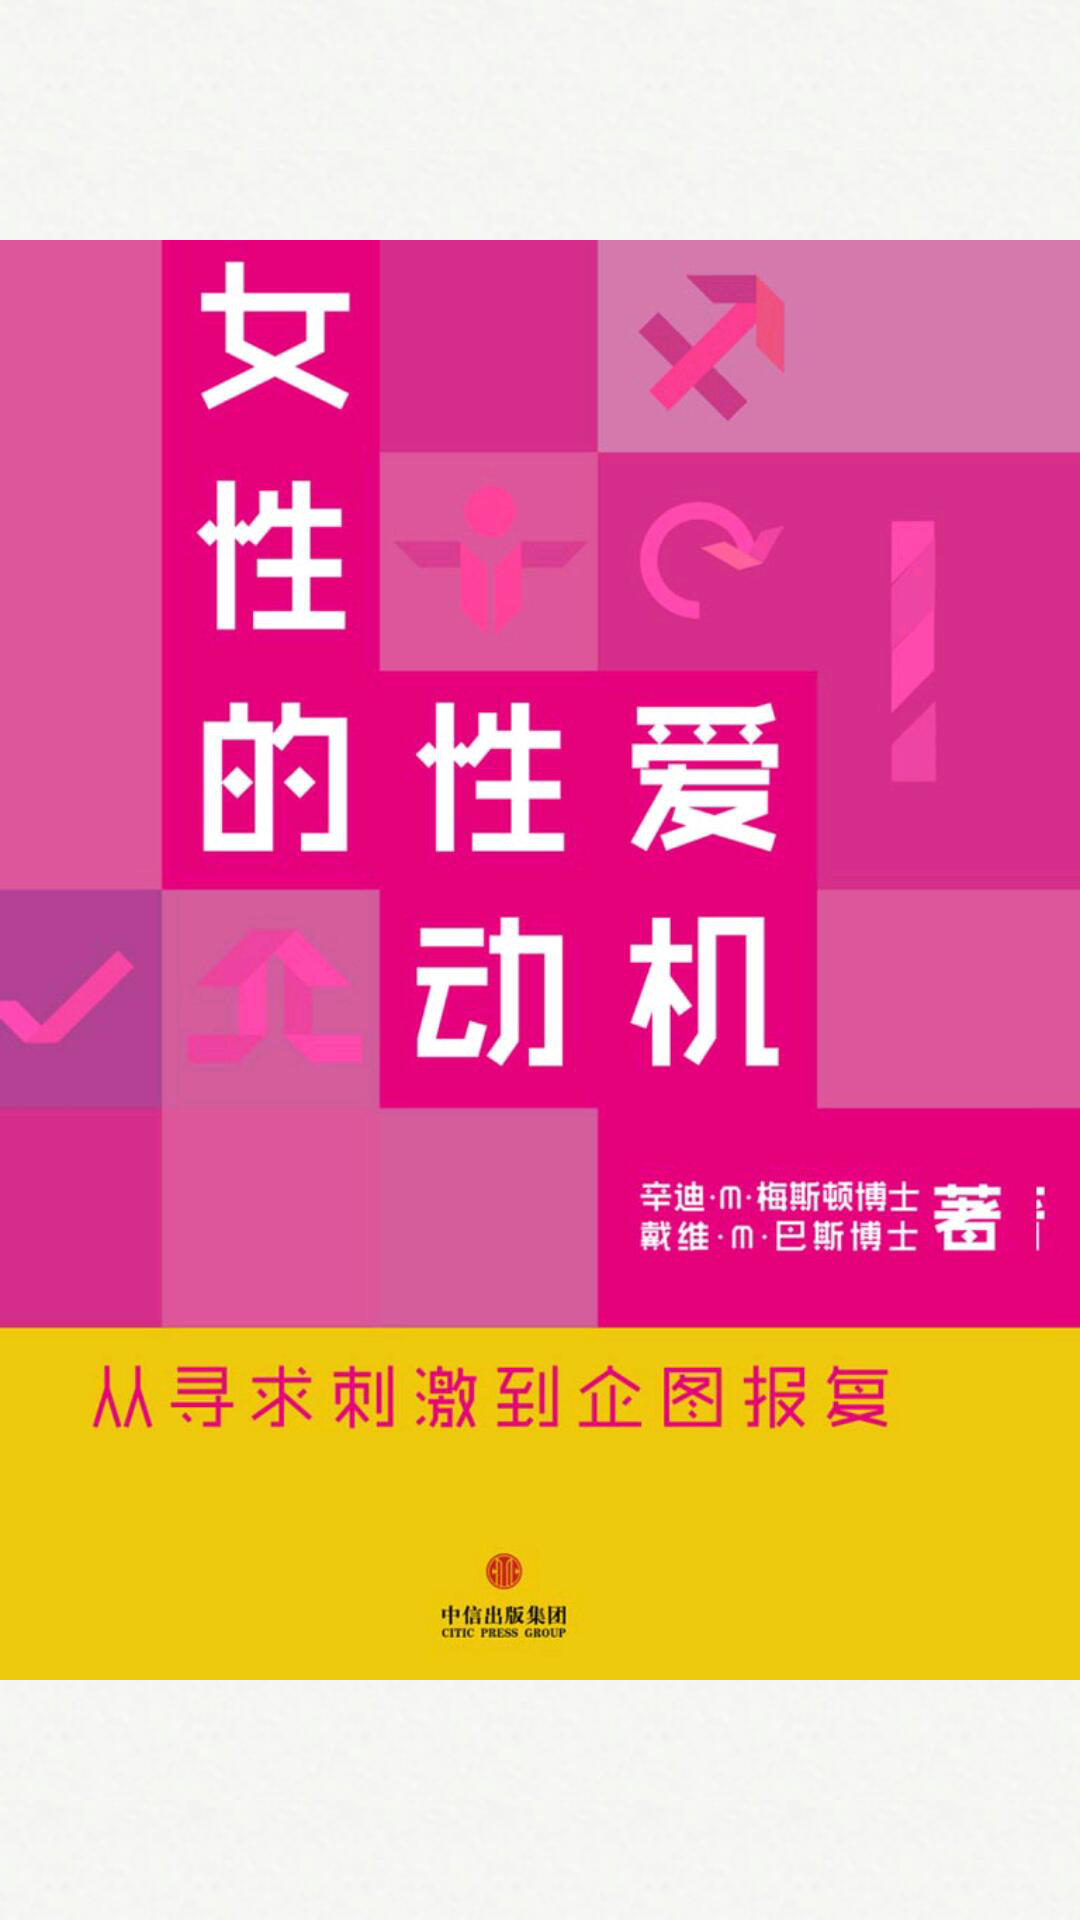 女
性
的性爱
动机
辛迪·M·梅斯顿博士
戴维·M·巴斯博士
著
从寻求刺激到企图报复
中信出版集团
CITIC PRESS GROUP